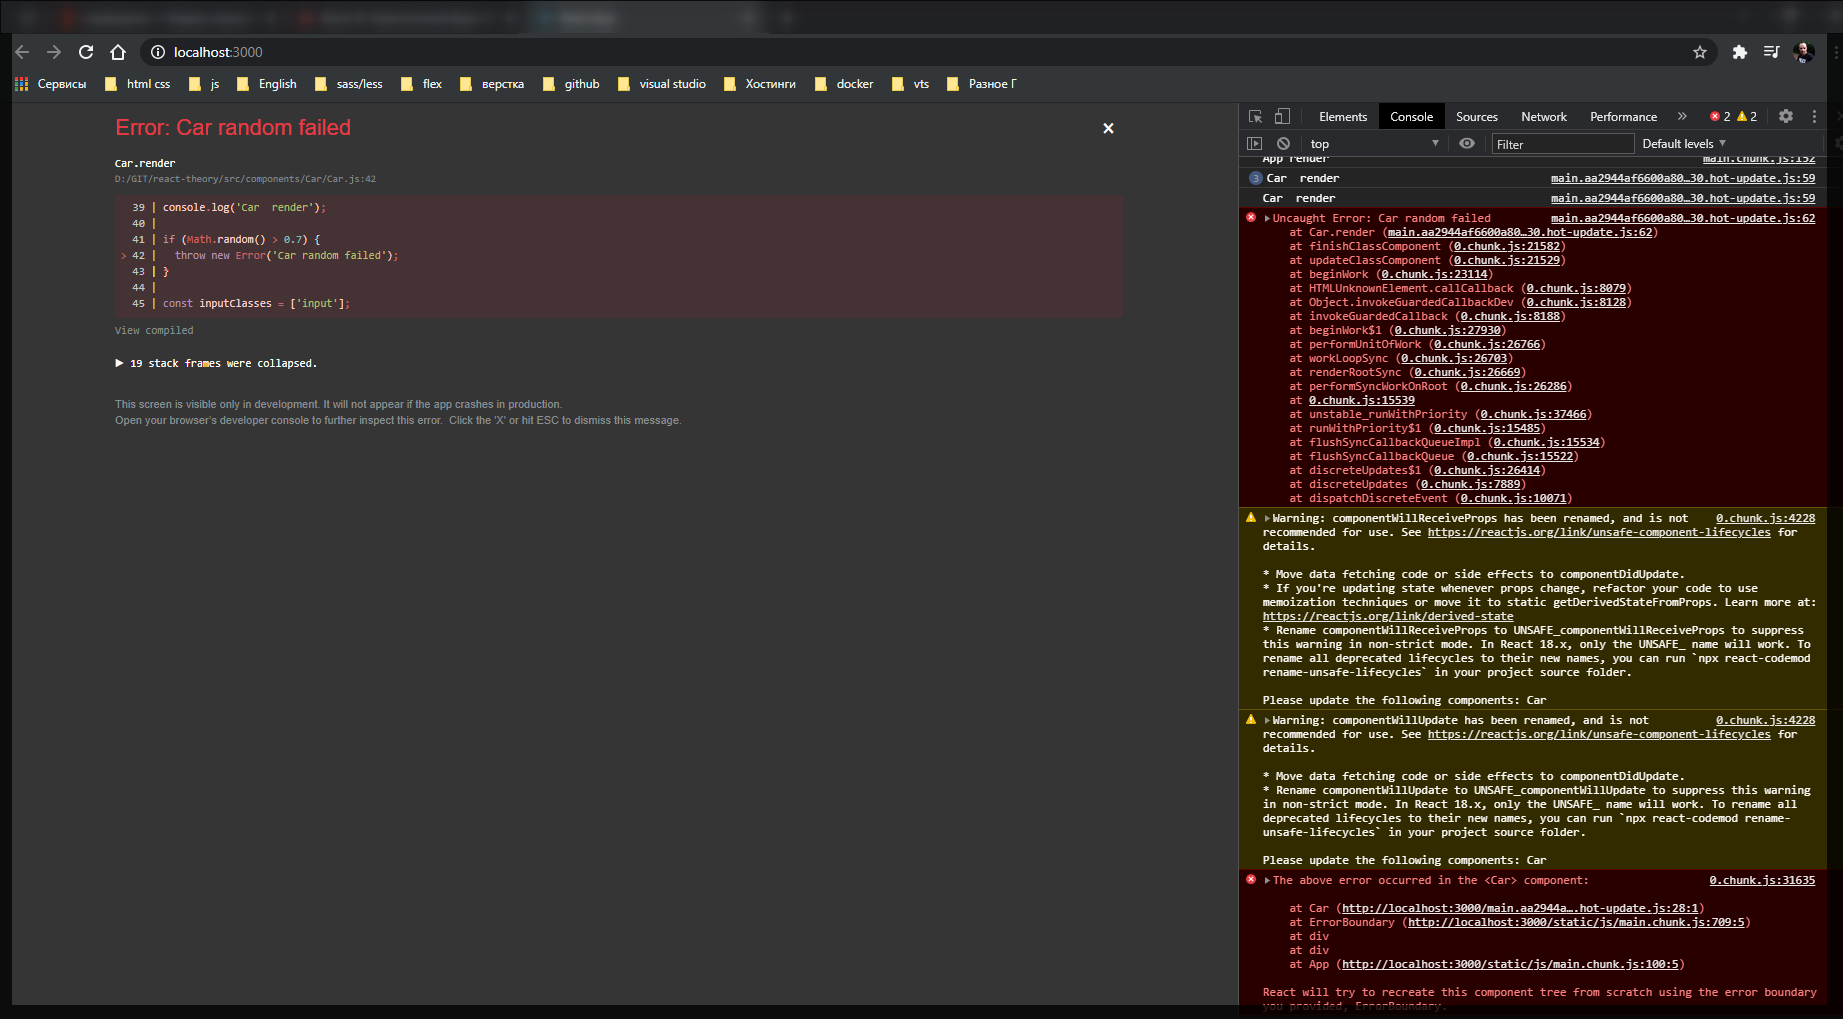 localhost:3000
Сервисы html css js English sass/less flex верстка github visual studio Хостинги docker vts Разное Г
Error: Car random failed
Car.render
D:/GIT/react-theory/src/components/Car/Car.js:42
39 | console.log('Car  render');
40 |
41 | if (Math.random() > 0.7) {
> 42 |   throw new Error('Car random failed');
43 | }
44 |
45 | const inputClasses = ['input'];
View compiled
▶ 19 stack frames were collapsed.
This screen is visible only in development. It will not appear if the app crashes in production.
Open your browser's developer console to further inspect this error.  Click the 'X' or hit ESC to dismiss this message.
Elements Console Sources Network Performance » 2 2
top Filter Default levels
App render main.chunk.js:152
3 Car  render main.aa2944af6600a80…30.hot-update.js:59
Car  render main.aa2944af6600a80…30.hot-update.js:59
Uncaught Error: Car random failed main.aa2944af6600a80…30.hot-update.js:62
at Car.render (main.aa2944af6600a80…30.hot-update.js:62)
at finishClassComponent (0.chunk.js:21582)
at updateClassComponent (0.chunk.js:21529)
at beginWork (0.chunk.js:23114)
at HTMLUnknownElement.callCallback (0.chunk.js:8079)
at Object.invokeGuardedCallbackDev (0.chunk.js:8128)
at invokeGuardedCallback (0.chunk.js:8188)
at beginWork$1 (0.chunk.js:27930)
at performUnitOfWork (0.chunk.js:26766)
at workLoopSync (0.chunk.js:26703)
at renderRootSync (0.chunk.js:26669)
at performSyncWorkOnRoot (0.chunk.js:26286)
at 0.chunk.js:15539
at unstable_runWithPriority (0.chunk.js:37466)
at runWithPriority$1 (0.chunk.js:15485)
at flushSyncCallbackQueueImpl (0.chunk.js:15534)
at flushSyncCallbackQueue (0.chunk.js:15522)
at discreteUpdates$1 (0.chunk.js:26414)
at discreteUpdates (0.chunk.js:7889)
at dispatchDiscreteEvent (0.chunk.js:10071)
Warning: componentWillReceiveProps has been renamed, and is not 0.chunk.js:4228
recommended for use. See https://reactjs.org/link/unsafe-component-lifecycles for
details.
* Move data fetching code or side effects to componentDidUpdate.
* If you're updating state whenever props change, refactor your code to use
memoization techniques or move it to static getDerivedStateFromProps. Learn more at:
https://reactjs.org/link/derived-state
* Rename componentWillReceiveProps to UNSAFE_componentWillReceiveProps to suppress
this warning in non-strict mode. In React 18.x, only the UNSAFE_ name will work. To
rename all deprecated lifecycles to their new names, you can run `npx react-codemod
rename-unsafe-lifecycles` in your project source folder.
Please update the following components: Car
Warning: componentWillUpdate has been renamed, and is not 0.chunk.js:4228
recommended for use. See https://reactjs.org/link/unsafe-component-lifecycles for
details.
* Move data fetching code or side effects to componentDidUpdate.
* Rename componentWillUpdate to UNSAFE_componentWillUpdate to suppress this warning
in non-strict mode. In React 18.x, only the UNSAFE_ name will work. To rename all
deprecated lifecycles to their new names, you can run `npx react-codemod rename-
unsafe-lifecycles` in your project source folder.
Please update the following components: Car
The above error occurred in the <Car> component: 0.chunk.js:31635
at Car (http://localhost:3000/main.aa2944a….hot-update.js:28:1)
at ErrorBoundary (http://localhost:3000/static/js/main.chunk.js:709:5)
at div
at div
at App (http://localhost:3000/static/js/main.chunk.js:100:5)
React will try to recreate this component tree from scratch using the error boundary
you provided, ErrorBoundary.